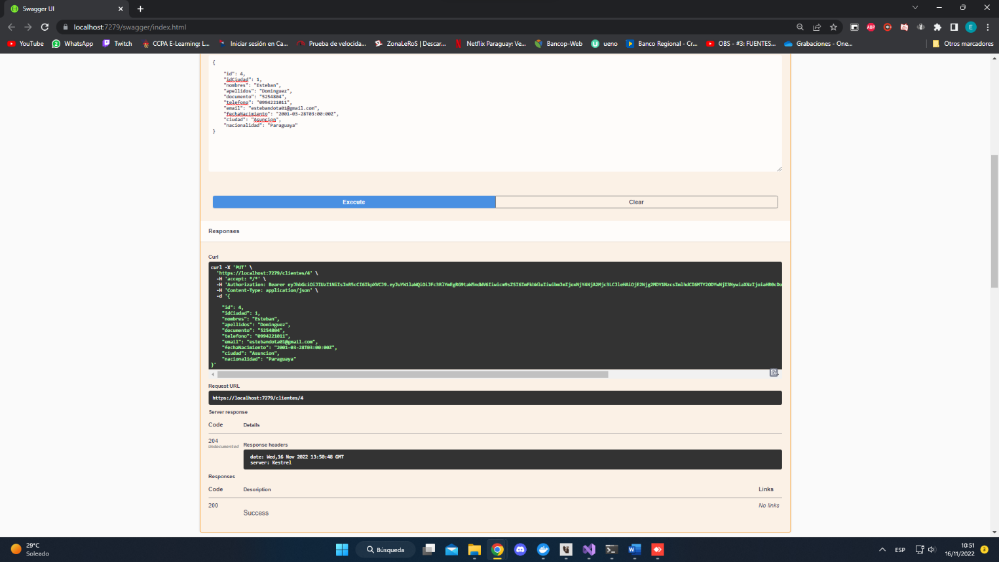 Swagger UI
localhost:7279/swagger/index.html
YouTube
WhatsApp
Twitch
CCPA E-Learning: L...
Iniciar sesión en Ca...
Prueba de velocida...
ZonaLeRoS | Descar...
Netflix Paraguay: Ve...
Bancop-Web
ueno
Banco Regional - Cr...
OBS - #3: FUENTES...
Grabaciones - One...
Otros marcadores
{
"id": 4,
"idCiudad": 1,
"nombres": "Esteban",
"apellidos": "Dominguez",
"documento": "5254804",
"telefono": "0994221011",
"email": "estebandota01@gmail.com",
"fechaNacimiento": "2001-03-28T03:00:00Z",
"ciudad": "Asuncion",
"nacionalidad": "Paraguaya"
}
Execute
Clear
Responses
Curl
curl -X 'PUT' \
'https://localhost:7279/clientes/4' \
-H 'accept: */*' \
-H 'Authorization: Bearer
-H 'Content-Type: application/json' \
-d '{
"id": 4,
"idCiudad": 1,
"nombres": "Esteban",
"apellidos": "Dominguez",
"documento": "5254804",
"telefono": "0994221011",
"email": "estebandota01@gmail.com",
"fechaNacimiento": "2001-03-28T03:00:00Z",
"ciudad": "Asuncion",
"nacionalidad": "Paraguaya"
}'
Request URL
https://localhost:7279/clientes/4
Server response
Code Details
204
Undocumented
Response headers
date: Wed,16 Nov 2022 13:50:48 GMT
server: Kestrel
Responses
Code Description Links
200
Success
No links
29°C
Soleado
Búsqueda
ESP
10:51
16/11/2022
3